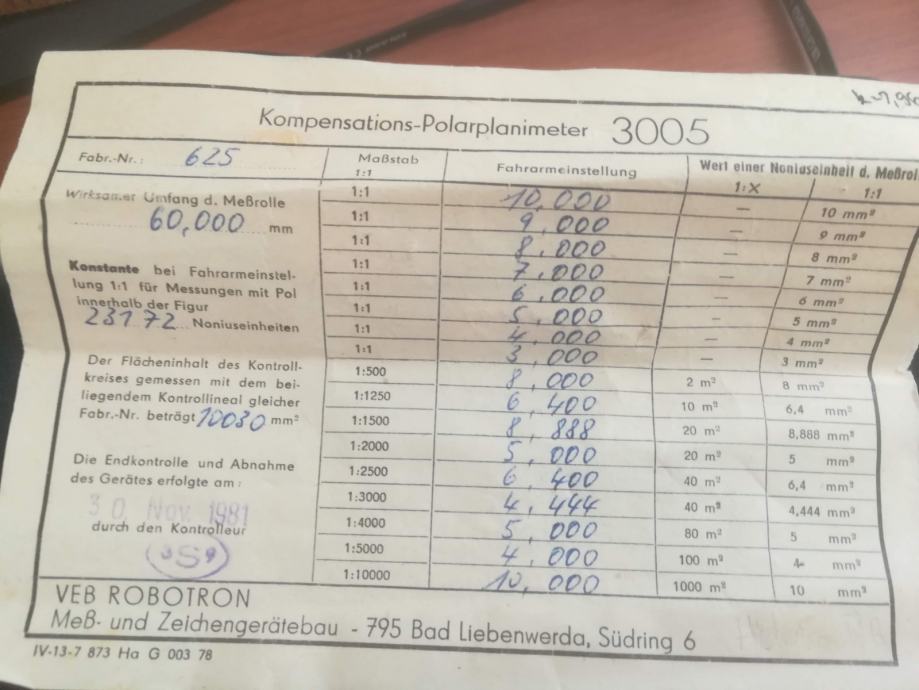 Kompensations-Polarplanimeter 3005
Fabr.-Nr.: 625
Wirksamer Umfang d. Meßrolle
60,000 mm
Konstante bei Fahrarmeinstel-
lung 1:1 für Messungen mit Pol
innerhalb der Figur
23172 Noniuseinheiten
Der Flächeninhalt des Kontroll-
kreises gemessen mit dem bei-
liegendem Kontrollineal gleicher
Fabr.-Nr. beträgt 10030 mm²
Die Endkontrolle und Abnahme
des Gerätes erfolgte am:
30. Nov. 1981
durch den Kontrolleur
Maßstab Fahrarmeinstellung Wert einer Noniuseinheit d. Meßrol
1:1 1:X 1:1
1:1 10,000 — 10 mm²
1:1 9,000 — 9 mm²
1:1 8,000 — 8 mm²
1:1 7,000 — 7 mm²
1:1 6,000 — 6 mm²
1:1 5,000 — 5 mm²
1:1 4,000 — 4 mm²
1:1 3,000 — 3 mm²
1:500 8,000 2 m² 8 mm²
1:1250 6,400 10 m² 6,4 mm²
1:1500 8,888 20 m² 8,888 mm²
1:2000 5,000 20 m² 5 mm²
1:2500 6,400 40 m² 6,4 mm²
1:3000 4,444 40 m² 4,444 mm²
1:4000 5,000 80 m² 5 mm²
1:5000 4,000 100 m² 4 mm²
1:10000 10,000 1000 m² 10 mm²
VEB ROBOTRON
Meß- und Zeichengerätebau - 795 Bad Liebenwerda, Südring 6
IV-13-7 873 Ha G 003 78